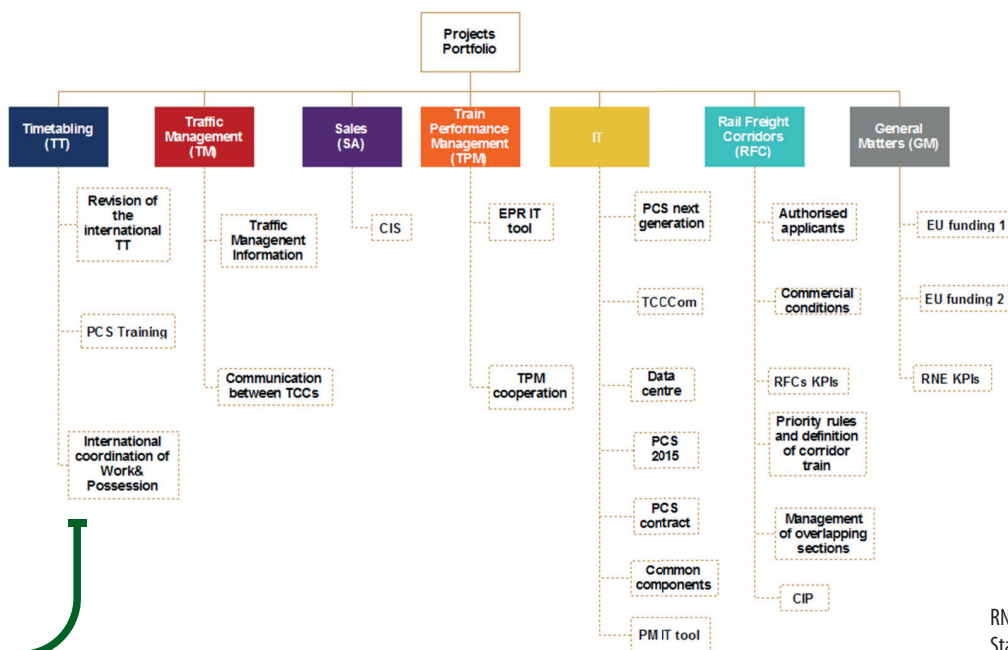 Projects
Portfolio
Timetabling
(TT)
Traffic
Management
(TM)
Sales
(SA)
Train
Performance
Management
(TPM)
IT
Rail Freight
Corridors
(RFC)
General
Matters (GM)
Revision of
the
international
TT
PCS Training
International
coordination of
Work&
Possession
Traffic
Management
Information
Communication
between TCCs
CIS
EPR IT
tool
TPM
cooperation
PCS next
generation
TCCCom
Data
centre
PCS
2015
PCS
contract
Common
components
PM IT tool
Authorised
applicants
Commercial
conditions
RFCs KPIs
Priority rules
and definition
of corridor
train
Management
of overlapping
sections
CIP
EU funding 1
EU funding 2
RNE KPIs
RN
Sta